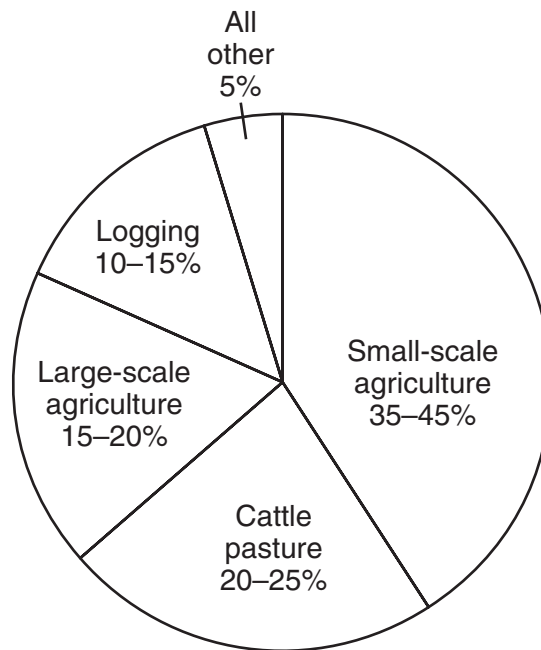 All
other
5%
Logging
10–15%
Small-scale
agriculture
35–45%
Large-scale
agriculture
15–20%
Cattle
pasture
20–25%